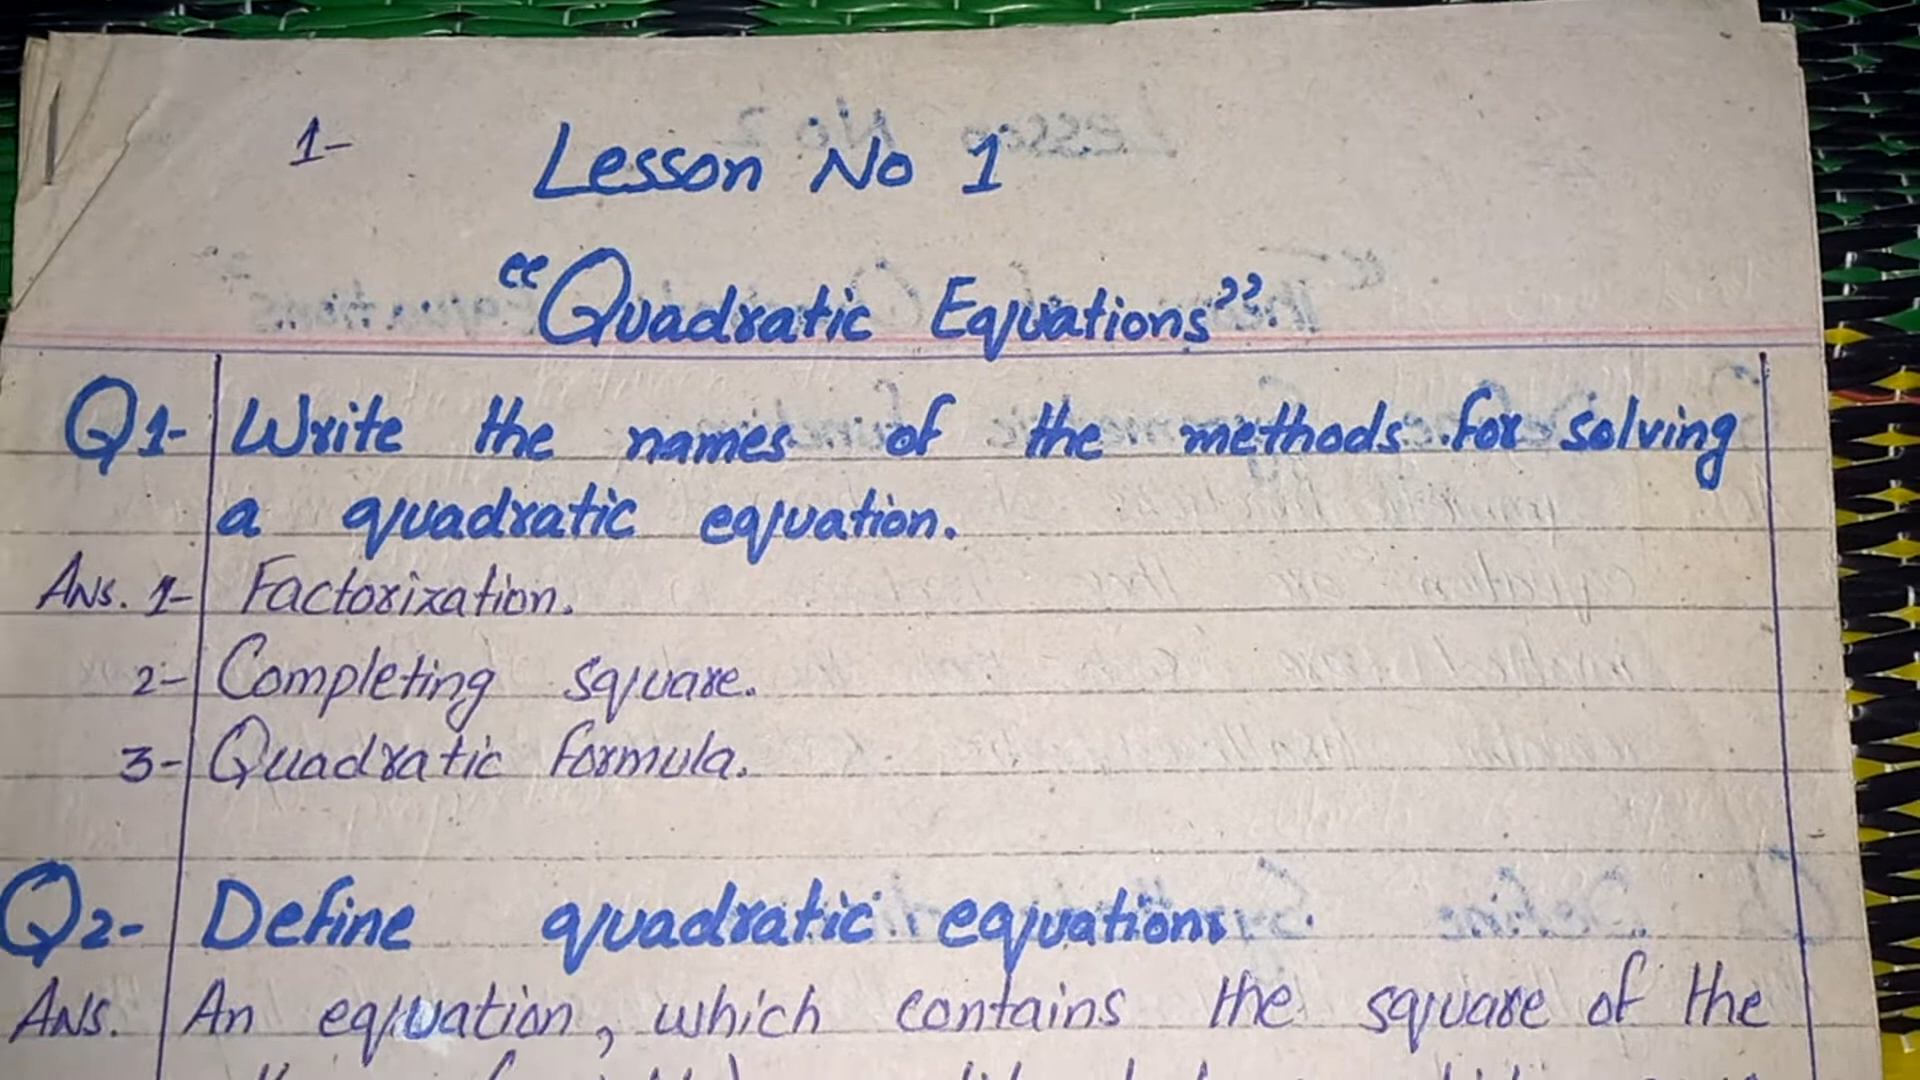 1-
Lesson No 1
“Quadratic Equations”
Q1- Write the names of the methods for solving
a quadratic equation.
Ans. 1- Factorization.
2- Completing square.
3- Quadratic formula.
Q2- Define quadratic equations
Ans. An equation, which contains the square of the